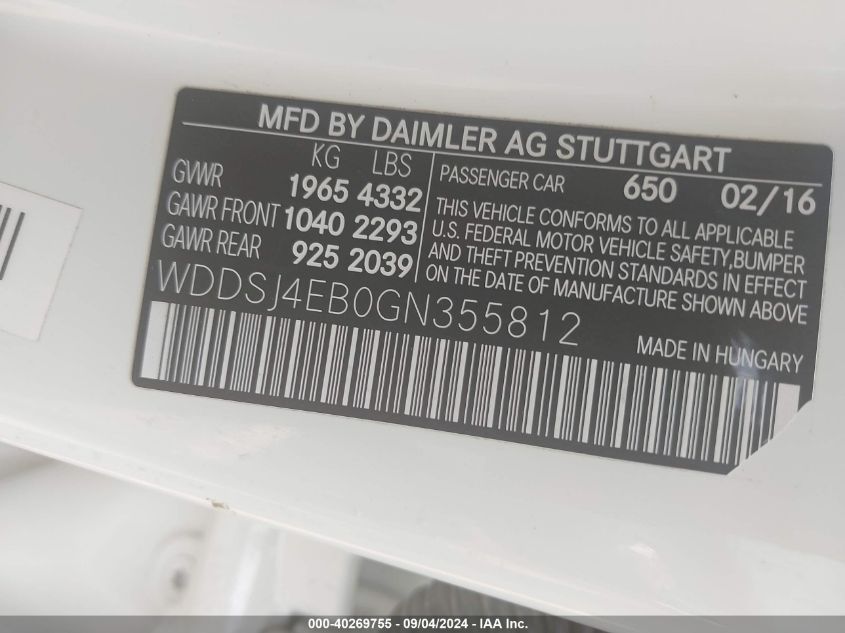 MFD BY DAIMLER AG STUTTGART
KG LBS
GVWR 1965 4332
GAWR FRONT 1040 2293
GAWR REAR 925 2039
PASSENGER CAR 650 02/16
THIS VEHICLE CONFORMS TO ALL APPLICABLE
U.S. FEDERAL MOTOR VEHICLE SAFETY,BUMPER
AND THEFT PREVENTION STANDARDS IN EFFECT
ON THE DATE OF MANUFACTURE SHOWN ABOVE
WDDSJ4EB0GN355812
MADE IN HUNGARY
000-40269755 - 09/04/2024 - IAA Inc.